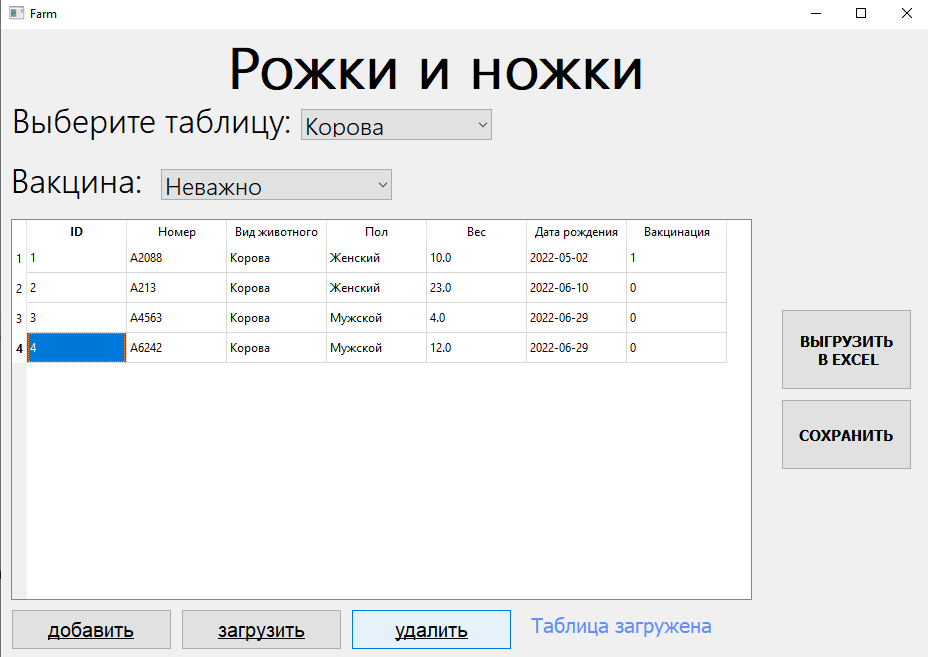 Farm
Рожки и ножки
Выберите таблицу: Корова
Вакцина: Неважно
ID Номер Вид животного Пол Вес Дата рождения Вакцинация
1 1 A2088 Корова Женский 10.0 2022-05-02 1
2 2 A213 Корова Женский 23.0 2022-06-10 0
3 3 A4563 Корова Мужской 4.0 2022-06-29 0
4 4 A6242 Корова Мужской 12.0 2022-06-29 0
ВЫГРУЗИТЬ
В EXCEL
СОХРАНИТЬ
добавить загрузить удалить Таблица загружена